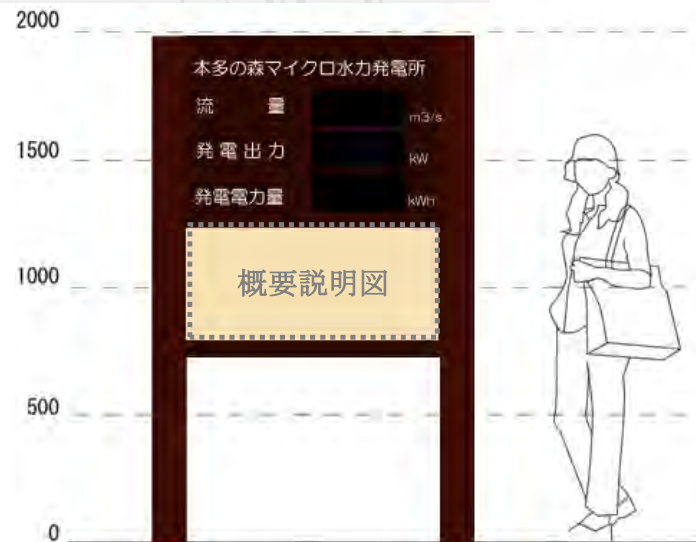 2000
本多の森マイクロ水力発電所
流 量
m3/s
1500
発電出力
kW
発電電力量
kWh
1000
概要説明図
500
0